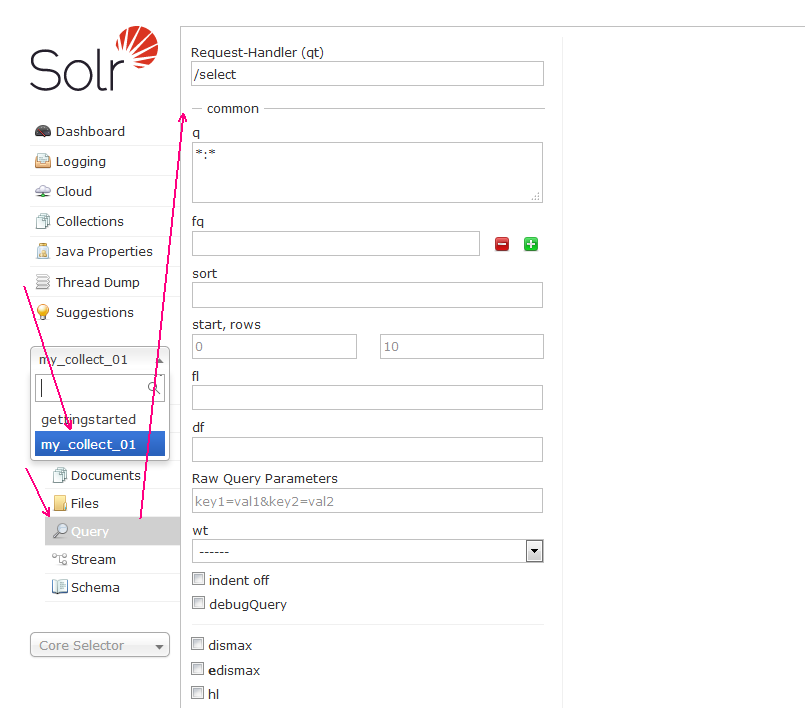 Solr
Dashboard
Logging
Cloud
Collections
Java Properties
Thread Dump
Suggestions
my_collect_01
gettingstarted
my_collect_01
Documents
Files
Query
Stream
Schema
Core Selector
Request-Handler (qt)
/select
common
q
*:*
fq
sort
start, rows
0 10
fl
df
Raw Query Parameters
key1=val1&key2=val2
wt
------
indent off
debugQuery
dismax
edismax
hl